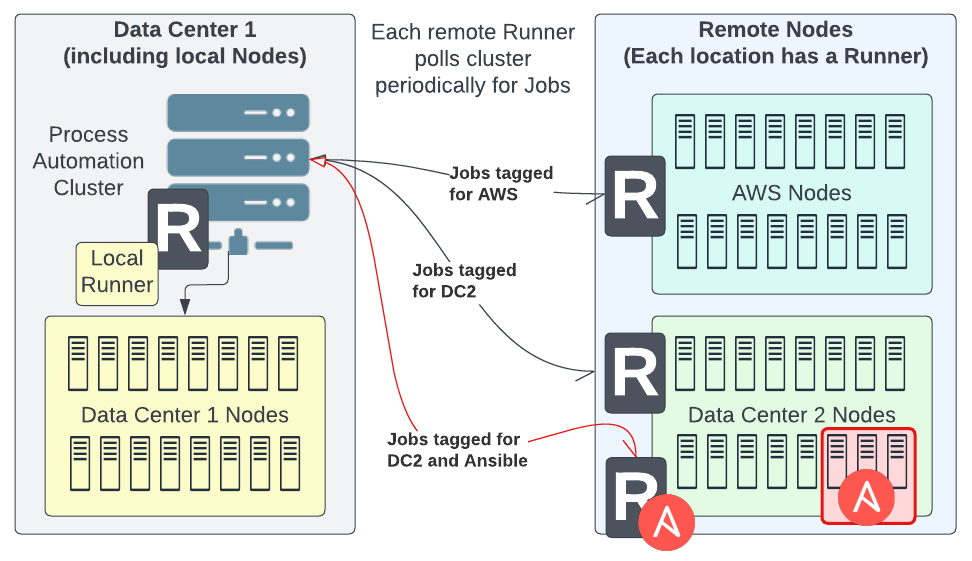 Data Center 1
(including local Nodes)
Each remote Runner
polls cluster
periodically for Jobs
Remote Nodes
(Each location has a Runner)
Process
Automation
Cluster
R
Local
Runner
Jobs tagged
for AWS
R
AWS Nodes
Jobs tagged
for DC2
R
Data Center 1 Nodes
Data Center 2 Nodes
Jobs tagged for
DC2 and Ansible
R
A
A